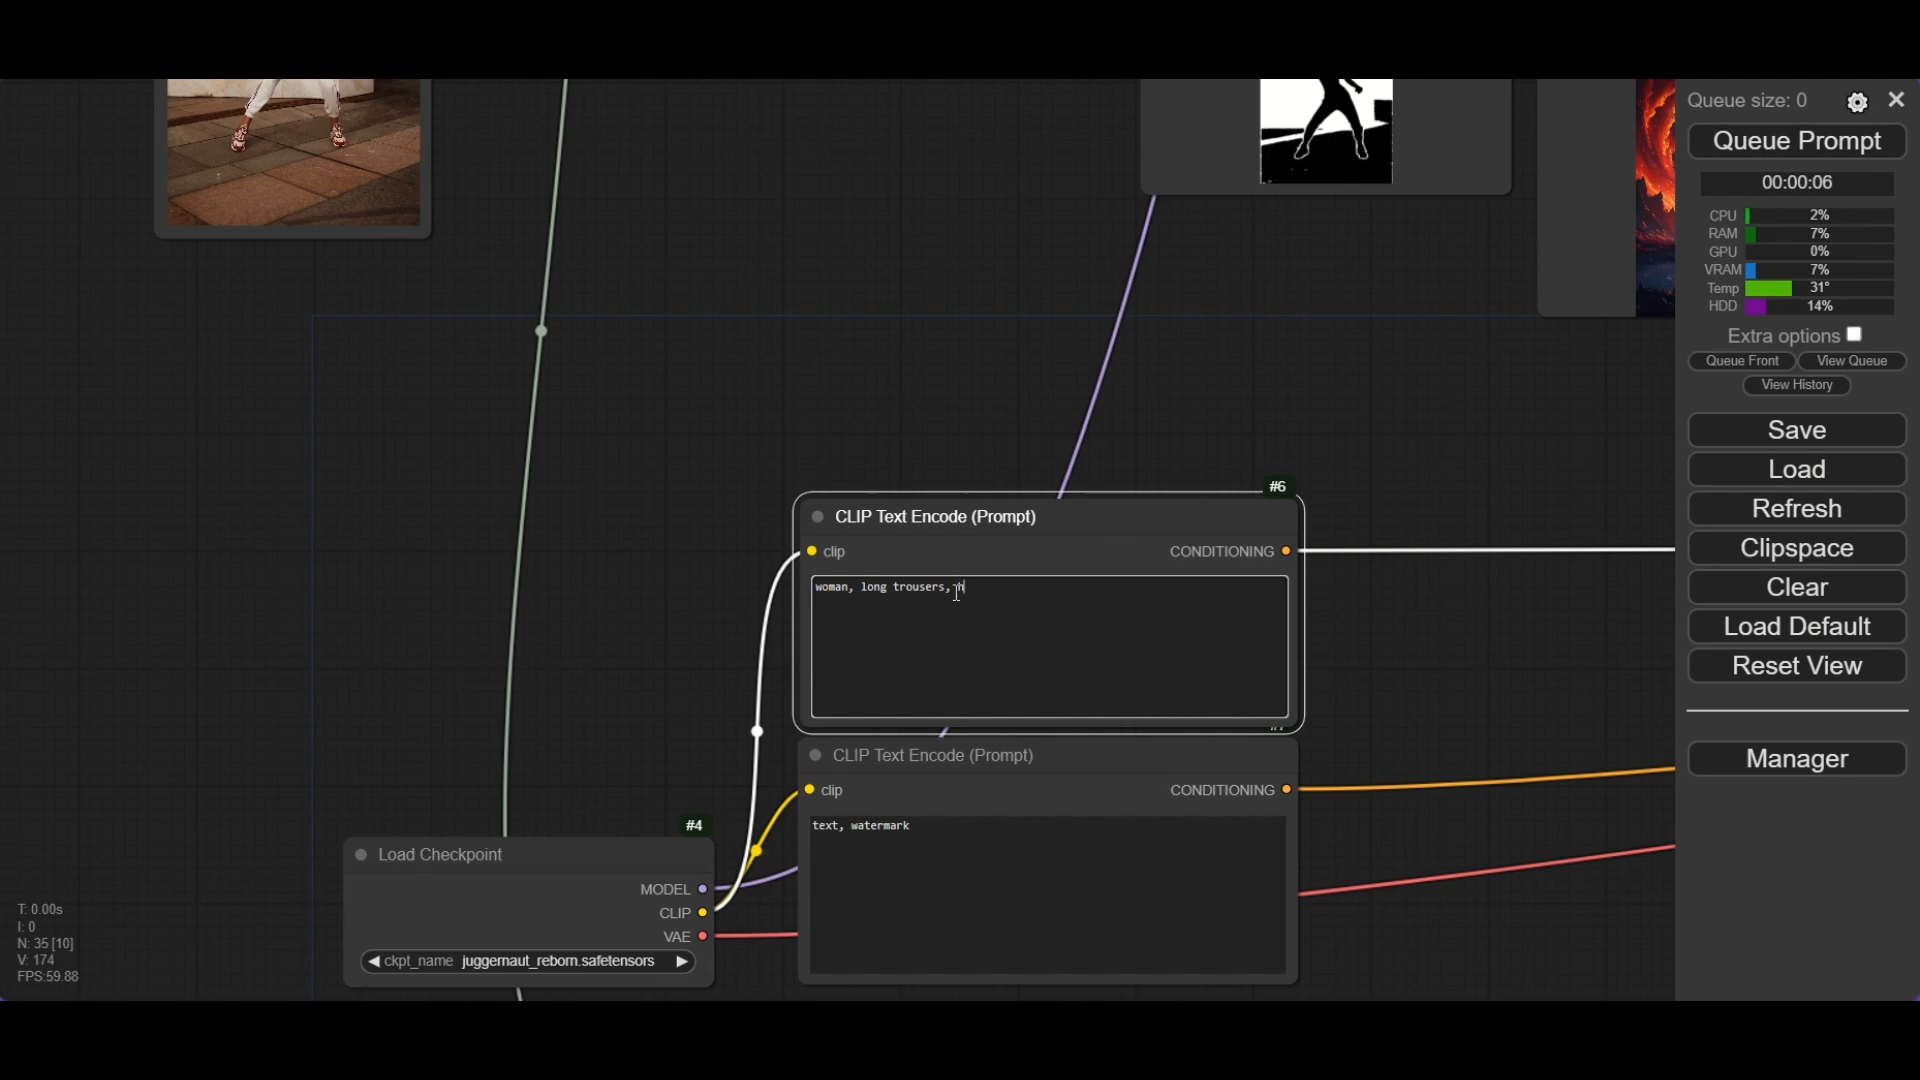 Queue size: 0
Queue Prompt
00:00:06
CPU 2%
RAM 7%
GPU 0%
VRAM 7%
Temp 31°
HDD 14%
Extra options
Queue Front View Queue
View History
Save
Load
Refresh
Clipspace
Clear
Load Default
Reset View
Manager
#6
CLIP Text Encode (Prompt)
clip CONDITIONING
woman, long trousers, h
CLIP Text Encode (Prompt)
clip CONDITIONING
text, watermark
#4
Load Checkpoint
MODEL
CLIP
VAE
ckpt_name juggernaut_reborn.safetensors
T: 0.00s
I: 0
N: 35 [10]
V: 174
FPS:59.88